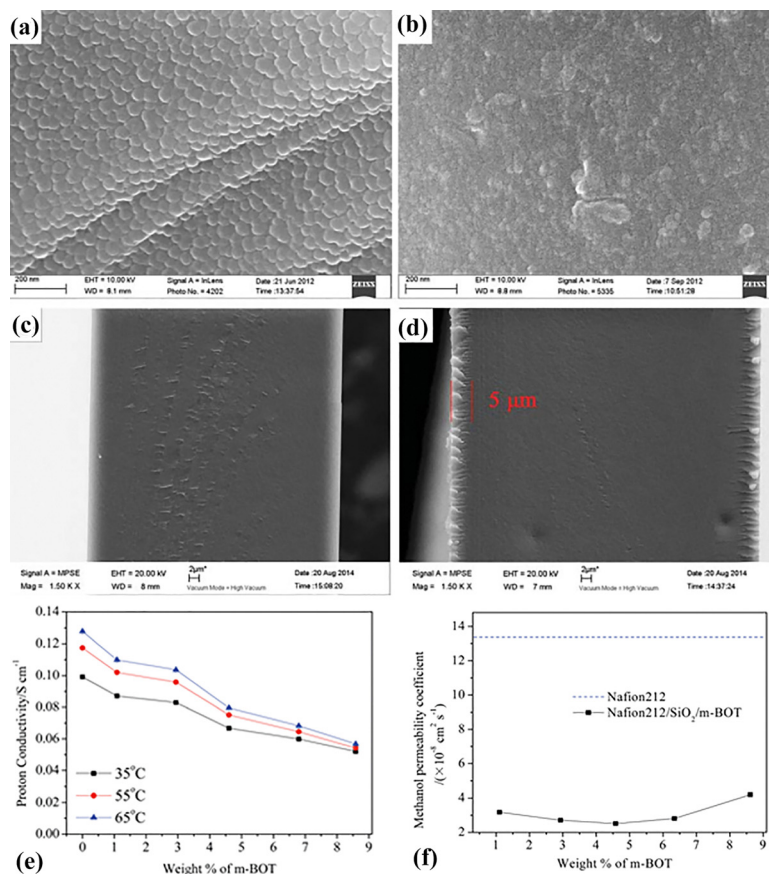 (a)
200 nm
EHT = 10.00 kV
WD = 8.1 mm
Signal A = InLens
Photo No. = 4202
Date :21 Jun 2012
Time :13:37:54
ZEISS
(b)
200 nm
EHT = 10.00 kV
WD = 8.8 mm
Signal A = InLens
Photo No. = 5335
Date :7 Sep 2012
Time :10:51:28
ZEISS
(c)
Signal A = MPSE
Mag = 1.50 K X
EHT = 20.00 kV
WD = 8 mm
2µm*
Vacuum Mode = High Vacuum
Date :20 Aug 2014
Time :15:08:20
(d)
5 µm
Signal A = MPSE
Mag = 1.50 K X
EHT = 20.00 kV
WD = 7 mm
2µm*
Vacuum Mode = High Vacuum
Date :20 Aug 2014
Time :14:37:24
(e)
Proton Conductivity/S cm⁻¹
0.14
0.12
0.10
0.08
0.06
0.04
0.02
0.00
35°C
55°C
65°C
0 1 2 3 4 5 6 7 8 9
Weight % of m-BOT
(f)
Methanol permeability coefficient
/(×10⁻⁸ cm² s⁻¹)
14
12
10
8
6
4
2
Nafion212
Nafion212/SiO₂/m-BOT
1 2 3 4 5 6 7 8 9
Weight % of m-BOT